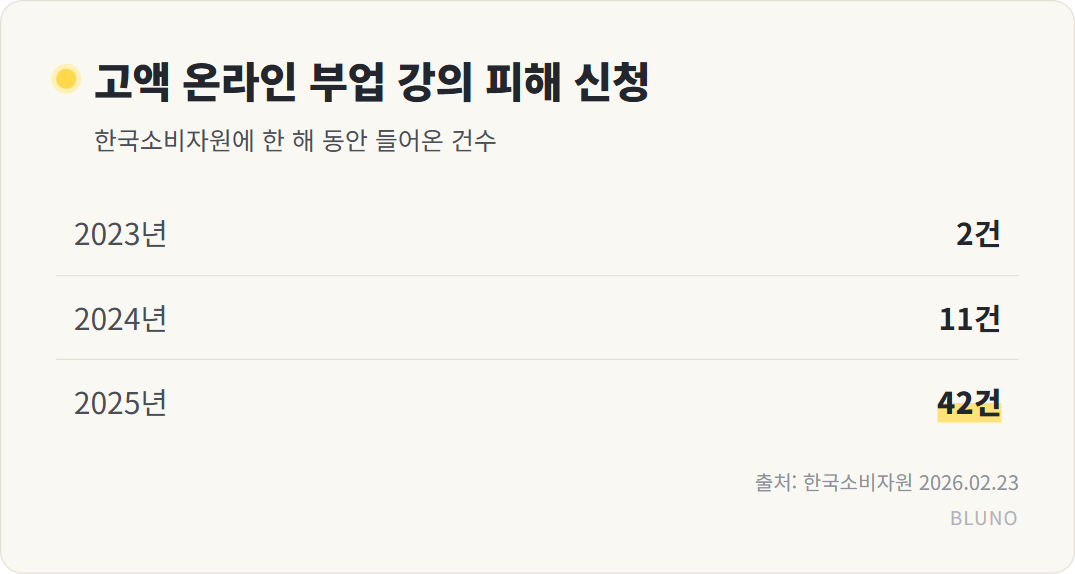 고액 온라인 부업 강의 피해 신청
한국소비자원에 한 해 동안 들어온 건수
2023년 2건
2024년 11건
2025년 42건
출처: 한국소비자원 2026.02.23
BLUNO